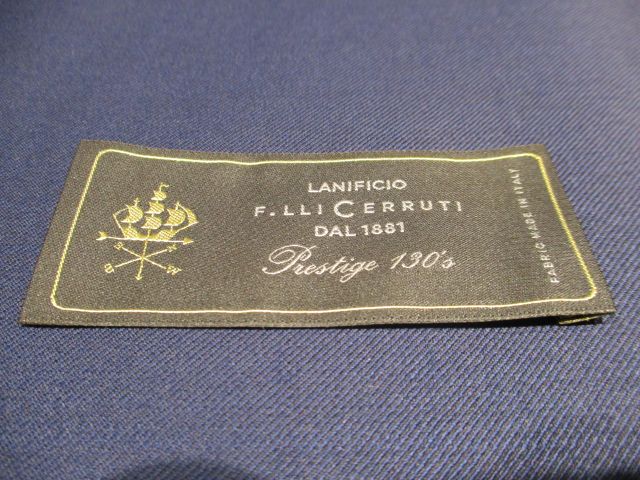 LANIFICIO
F.LLI CERRUTI
DAL 1881
Prestige 130's
FABRIC MADE IN ITALY
N
W